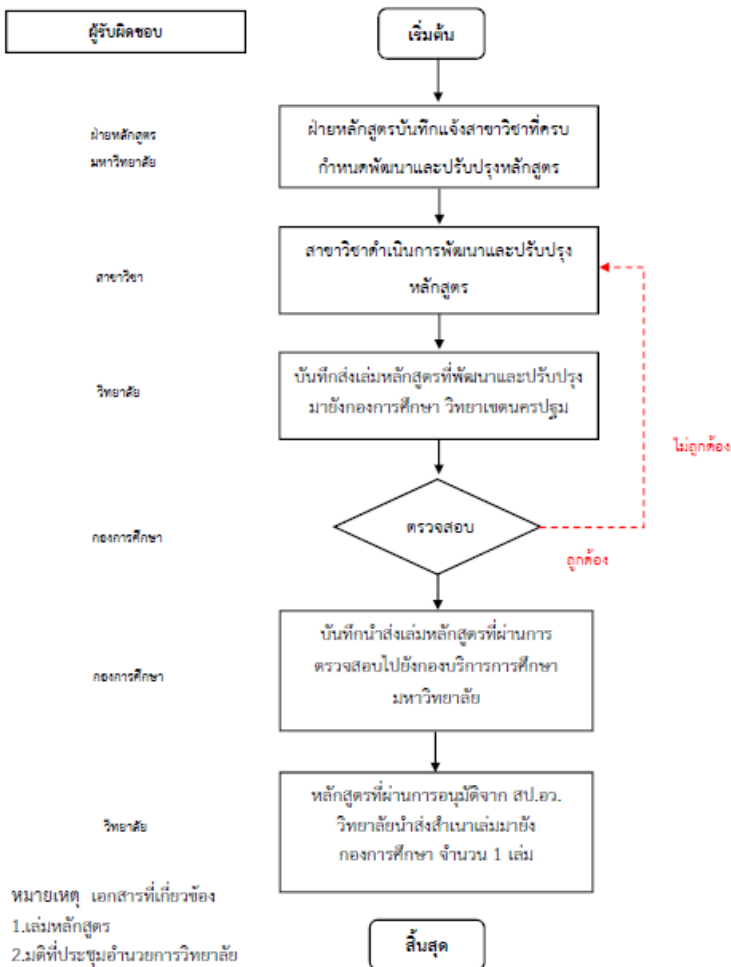 ผู้รับผิดชอบ
เริ่มต้น
ฝ่ายหลักสูตร
มหาวิทยาลัย
ฝ่ายหลักสูตรบันทึกแจ้งสาขาวิชาที่ครบ
กำหนดพัฒนาและปรับปรุงหลักสูตร
สาขาวิชา
สาขาวิชาดำเนินการพัฒนาและปรับปรุง
หลักสูตร
วิทยาลัย
บันทึกส่งเล่มหลักสูตรที่พัฒนาและปรับปรุง
มายังกองการศึกษา วิทยาเขตนครปฐม
ไม่ถูกต้อง
กองการศึกษา
ตรวจสอบ
ถูกต้อง
กองการศึกษา
บันทึกนำส่งเล่มหลักสูตรที่ผ่านการ
ตรวจสอบไปยังกองบริการการศึกษา
มหาวิทยาลัย
วิทยาลัย
หลักสูตรที่ผ่านการอนุมัติจาก สป.อว.
วิทยาลัยนำส่งสำเนาเล่มมายัง
กองการศึกษา จำนวน 1 เล่ม
หมายเหตุ เอกสารที่เกี่ยวข้อง
1.เล่มหลักสูตร
2.มติที่ประชุมอำนวยการวิทยาลัย
สิ้นสุด